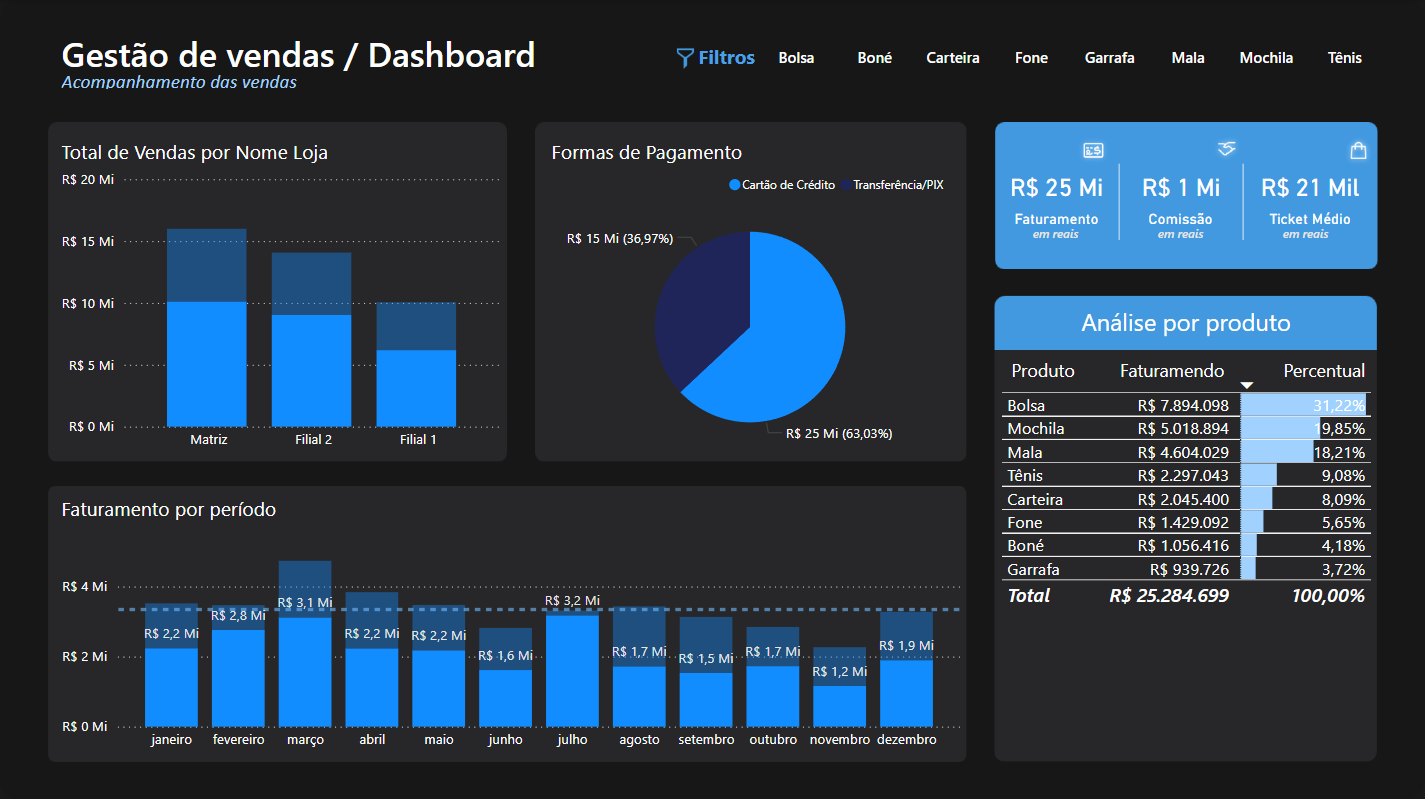 Gestão de vendas / Dashboard
Acompanhamento das vendas
Filtros Bolsa Boné Carteira Fone Garrafa Mala Mochila Tênis
Total de Vendas por Nome Loja
R$ 20 Mi
R$ 15 Mi
R$ 10 Mi
R$ 5 Mi
R$ 0 Mi
Matriz Filial 2 Filial 1
Formas de Pagamento
Cartão de Crédito Transferência/PIX
R$ 15 Mi (36,97%)
R$ 25 Mi (63,03%)
R$ 25 Mi R$ 1 Mi R$ 21 Mil
Faturamento Comissão Ticket Médio
em reais em reais em reais
Faturamento por período
R$ 4 Mi
R$ 2 Mi
R$ 0 Mi
R$ 2,2 Mi R$ 2,8 Mi R$ 3,1 Mi R$ 2,2 Mi R$ 2,2 Mi R$ 1,6 Mi R$ 3,2 Mi R$ 1,7 Mi R$ 1,5 Mi R$ 1,7 Mi R$ 1,2 Mi R$ 1,9 Mi
janeiro fevereiro março abril maio junho julho agosto setembro outubro novembro dezembro
Análise por produto
Produto Faturamendo Percentual
Bolsa R$ 7.894.098 31,22%
Mochila R$ 5.018.894 19,85%
Mala R$ 4.604.029 18,21%
Tênis R$ 2.297.043 9,08%
Carteira R$ 2.045.400 8,09%
Fone R$ 1.429.092 5,65%
Boné R$ 1.056.416 4,18%
Garrafa R$ 939.726 3,72%
Total R$ 25.284.699 100,00%